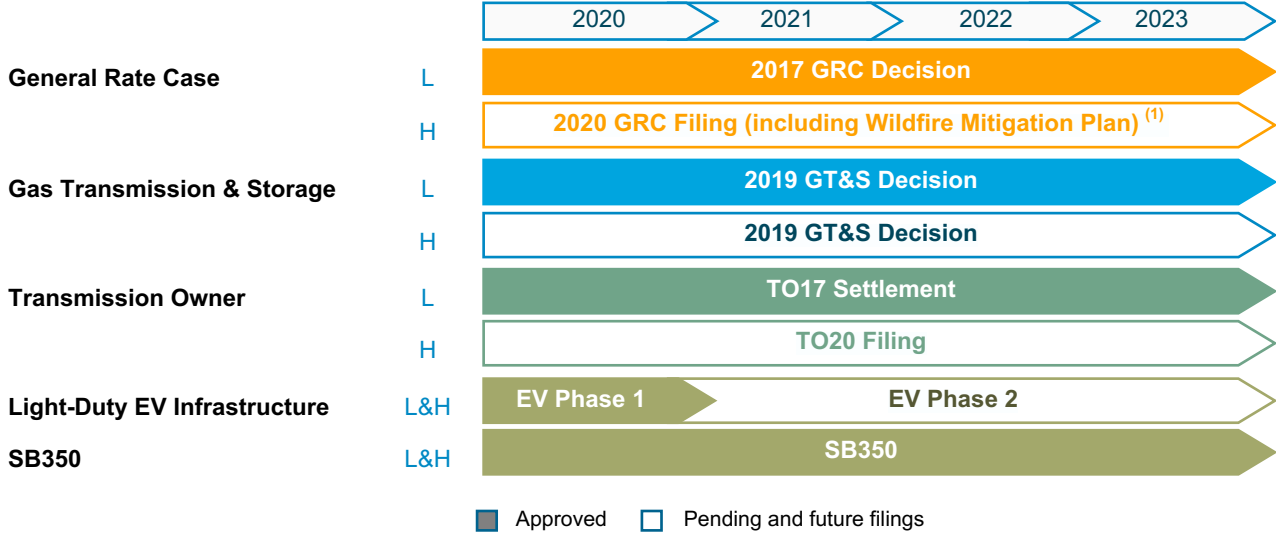 2020 2021 2022 2023
General Rate Case L 2017 GRC Decision
H 2020 GRC Filing (including Wildfire Mitigation Plan) (1)
Gas Transmission & Storage L 2019 GT&S Decision
H 2019 GT&S Decision
Transmission Owner L TO17 Settlement
H TO20 Filing
Light-Duty EV Infrastructure L&H EV Phase 1 EV Phase 2
SB350 L&H SB350
Approved Pending and future filings